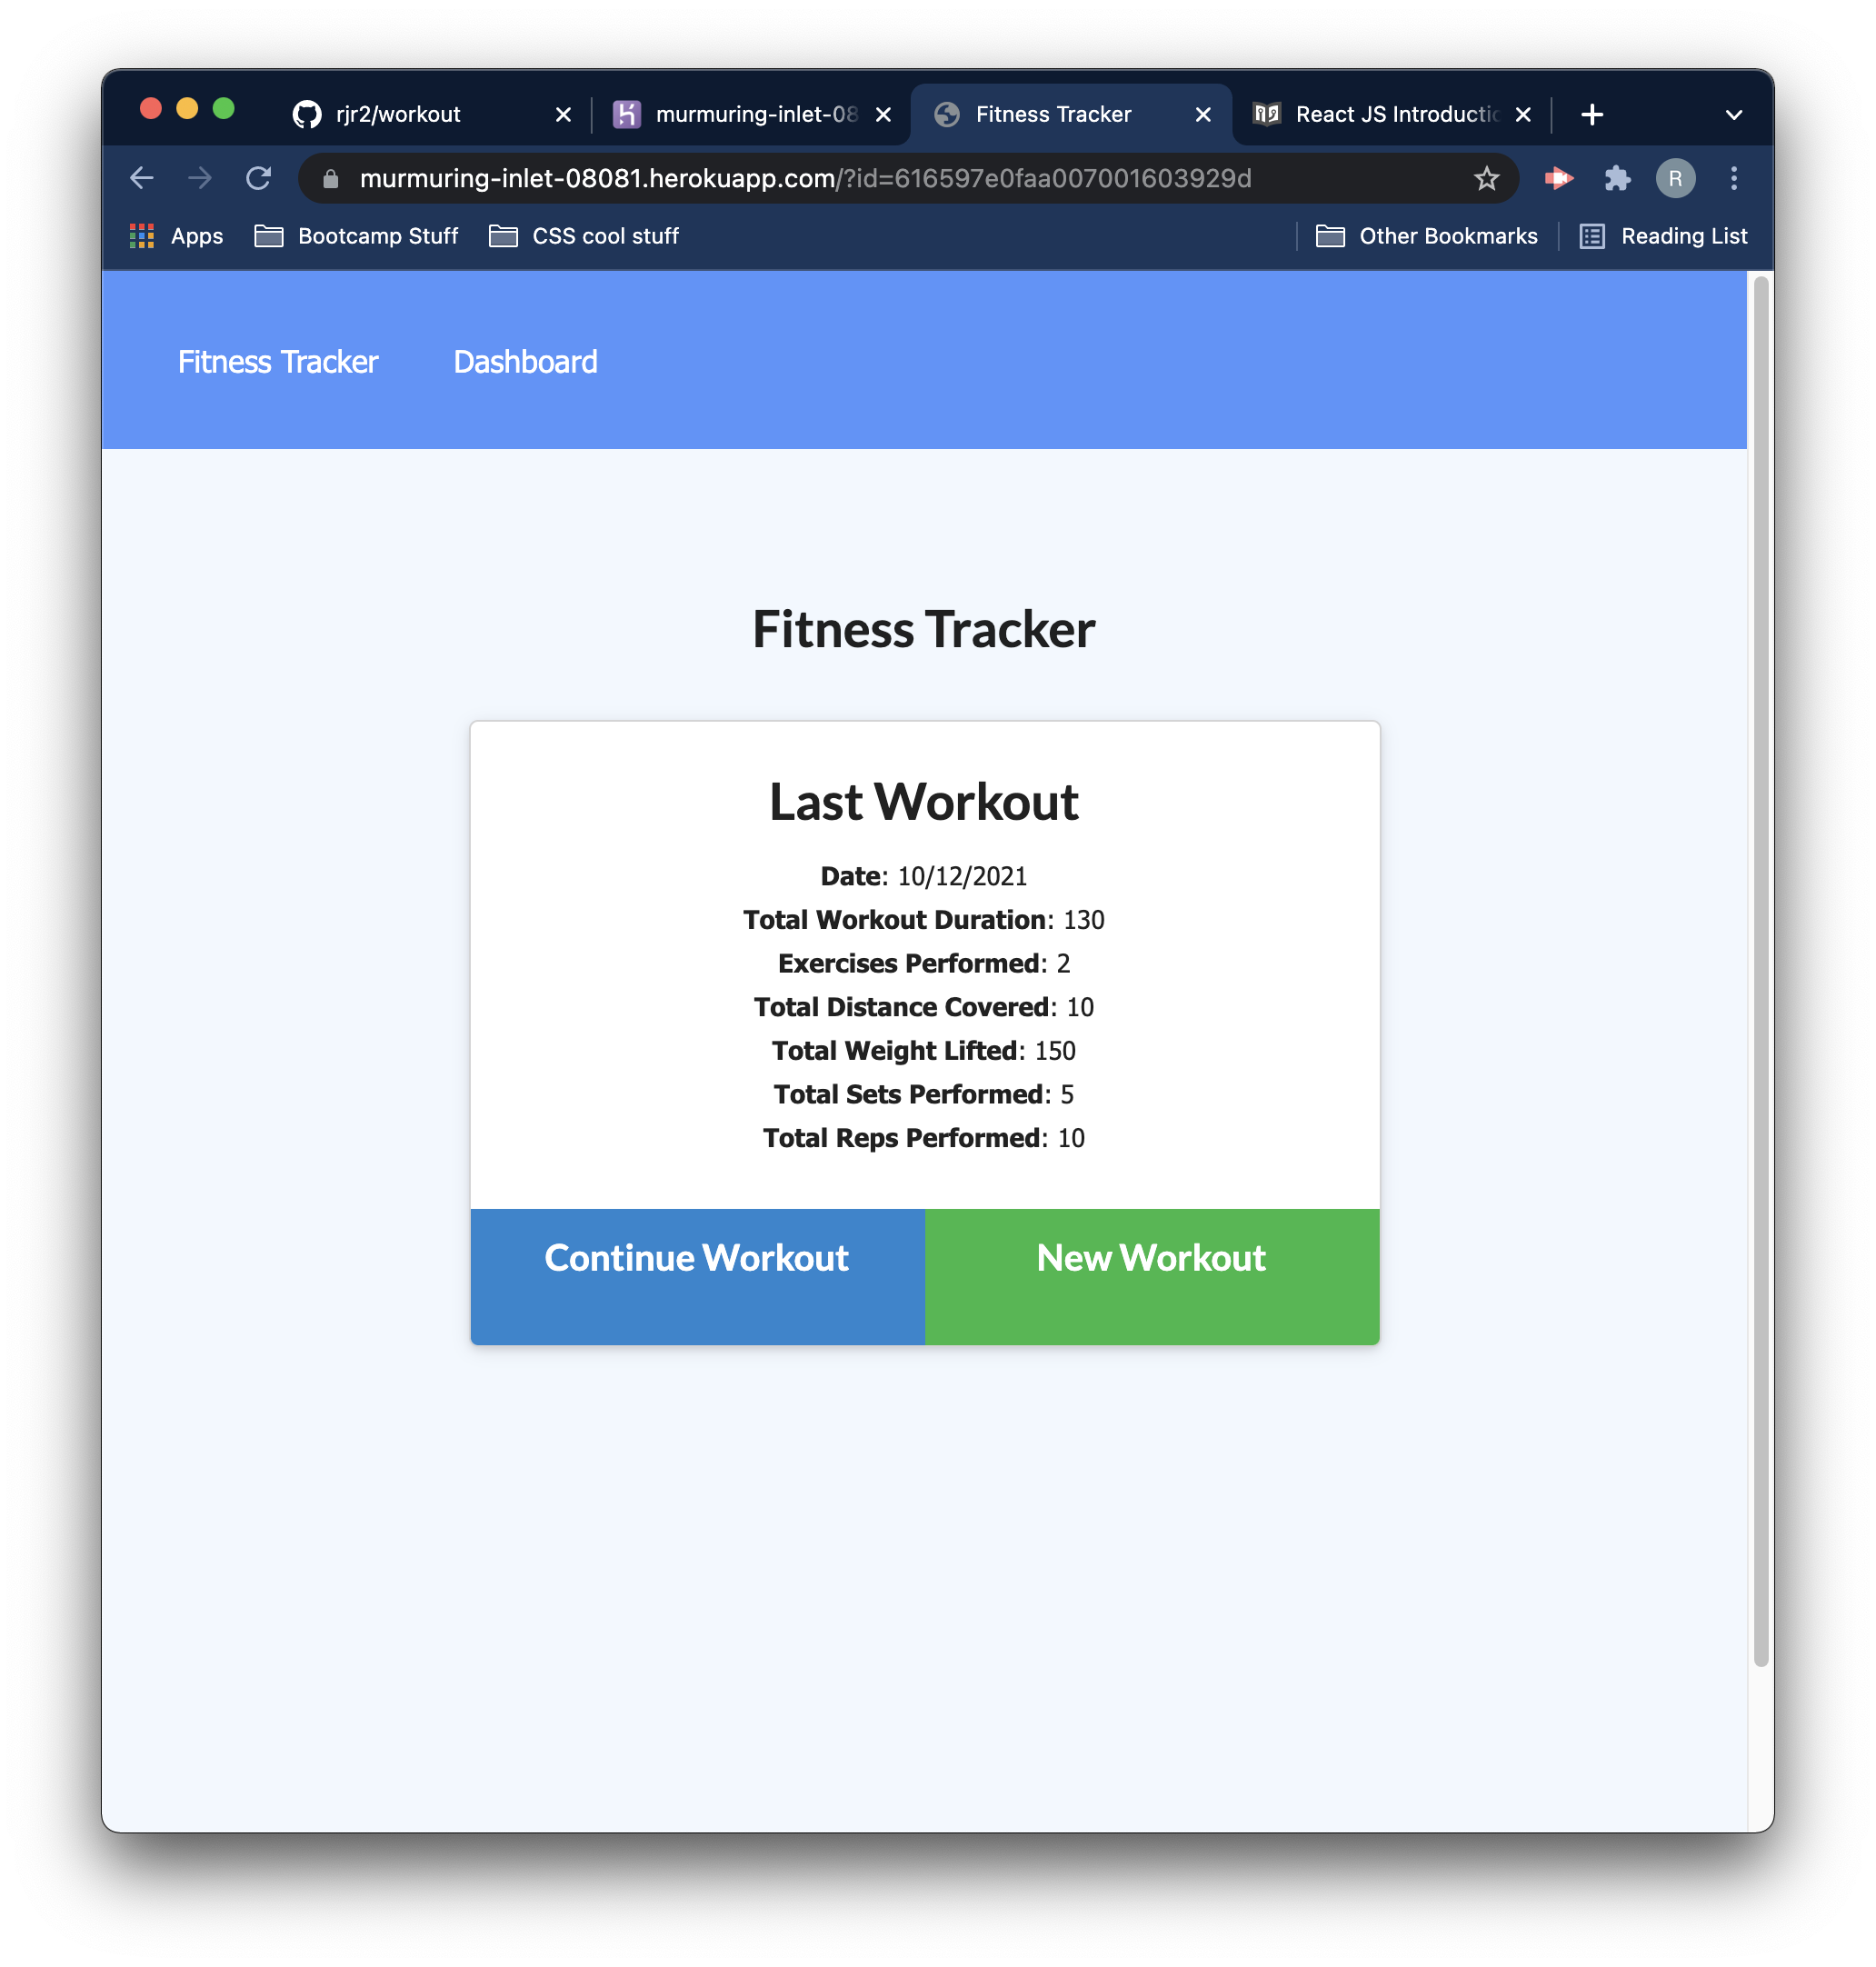 rjr2/workout
murmuring-inlet-08
Fitness Tracker
React JS Introductic
murmuring-inlet-08081.herokuapp.com/?id=616597e0faa007001603929d
R
Apps
Bootcamp Stuff
CSS cool stuff
Other Bookmarks
Reading List
Fitness Tracker
Dashboard
Fitness Tracker
Last Workout
Date: 10/12/2021
Total Workout Duration: 130
Exercises Performed: 2
Total Distance Covered: 10
Total Weight Lifted: 150
Total Sets Performed: 5
Total Reps Performed: 10
Continue Workout
New Workout